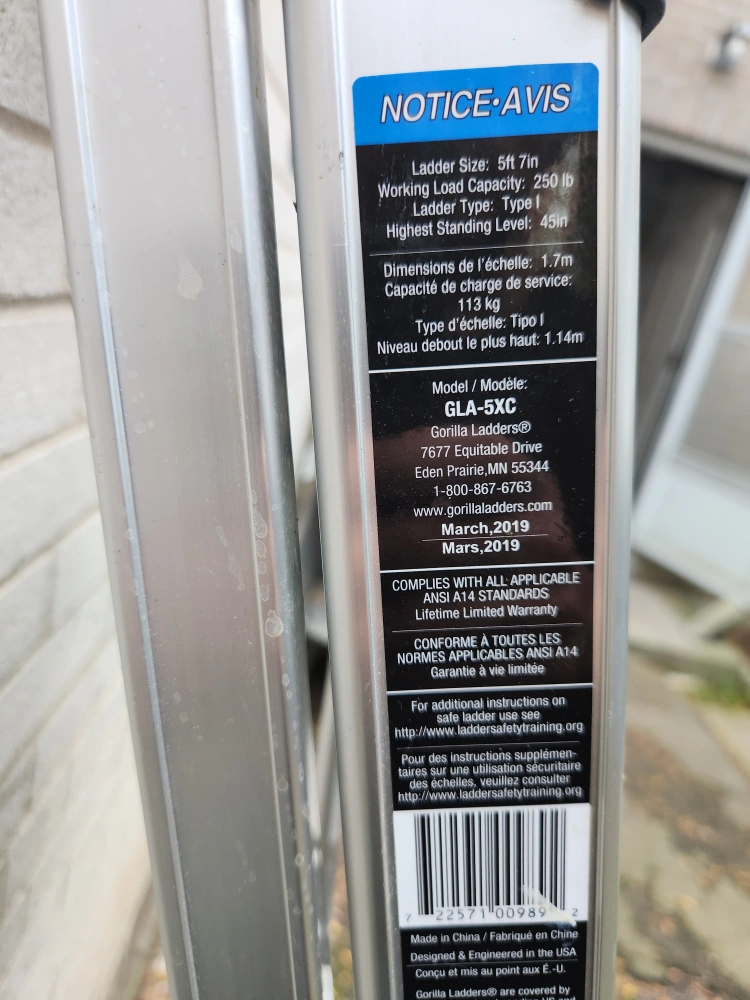 NOTICE•AVIS
Ladder Size: 5ft 7in
Working Load Capacity: 250 lb
Ladder Type: Type I
Highest Standing Level: 45in
Dimensions de l'échelle: 1.7m
Capacité de charge de service:
113 kg
Type d'échelle: Tipo I
Niveau debout le plus haut: 1.14m
Model / Modèle:
GLA-5XC
Gorilla Ladders®
7677 Equitable Drive
Eden Prairie,MN 55344
1-800-867-6763
www.gorillaladders.com
March,2019
Mars,2019
COMPLIES WITH ALL APPLICABLE
ANSI A14 STANDARDS
Lifetime Limited Warranty
CONFORME À TOUTES LES
NORMES APPLICABLES ANSI A14
Garantie à vie limitée
For additional instructions on
safe ladder use see
http://www.laddersafetytraining.org
Pour des instructions supplémen-
taires sur une utilisation sécuritaire
des échelles, veuillez consulter
http://www.laddersafetytraining.org
7 22571 00989 2
Made in China / Fabriqué en Chine
Designed & Engineered in the USA
Conçu et mis au point aux É.-U.
Gorilla Ladders® are covered by